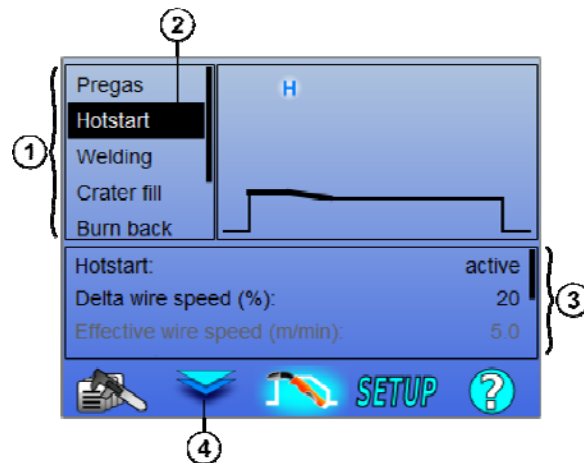 2
1
Pregas
Hotstart
Welding
Crater fill
Burn back
H
Hotstart: active
Delta wire speed (%): 20
Effective wire speed (m/min): 5.0
3
SETUP ?
4